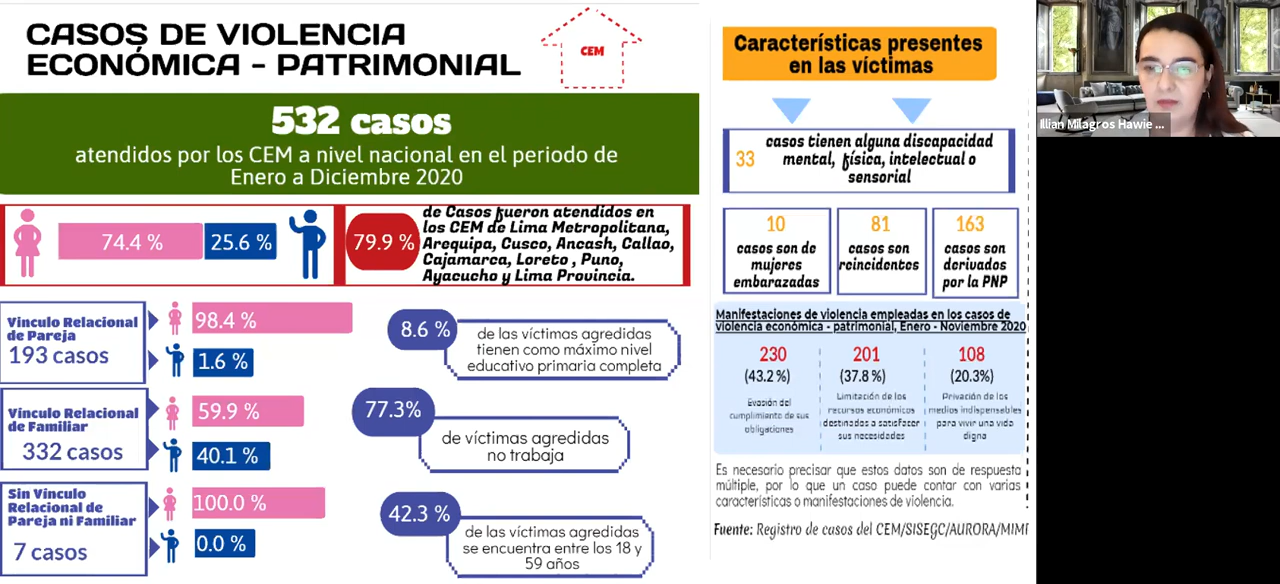 CASOS DE VIOLENCIA
ECONÓMICA - PATRIMONIAL
CEM
532 casos
atendidos por los CEM a nivel nacional en el periodo de
Enero a Diciembre 2020
74.4 %
25.6 %
79.9 %
de Casos fueron atendidos en
los CEM de Lima Metropolitana,
Arequipa, Cusco, Ancash, Callao,
Cajamarca, Loreto , Puno,
Ayacucho y Lima Provincia.
Vínculo Relacional
de Pareja
193 casos
98.4 %
1.6 %
Vínculo Relacional
de Familiar
332 casos
59.9 %
40.1 %
Sin Vínculo
Relacional de
Pareja ni Familiar
7 casos
100.0 %
0.0 %
8.6 %
de las víctimas agredidas
tienen como máximo nivel
educativo primaria completa
77.3%
de víctimas agredidas
no trabaja
42.3 %
de las víctimas agredidas
se encuentra entre los 18 y
59 años
Características presentes
en las víctimas
33
casos tienen alguna discapacidad
mental, física, intelectual o
sensorial
10
casos son de
mujeres
embarazadas
81
casos son
reincidentes
163
casos son
derivados
por la PNP
Manifestaciones de violencia empleadas en los casos de
violencia económica - patrimonial, Enero - Noviembre 2020
230
(43.2 %)
Evasión del
cumplimiento de sus
obligaciones
201
(37.8 %)
Limitación de los
recursos económicos
destinados a satisfacer
sus necesidades
108
(20.3%)
Privación de los
medios indispensables
para vivir una vida
digna
Es necesario precisar que estos datos son de respuesta
múltiple, por lo que un caso puede contar con varias
características o manifestaciones de violencia.
Fuente: Registro de casos del CEM/SISEGC/AURORA/MIMP
Illian Milagros Hawie ...